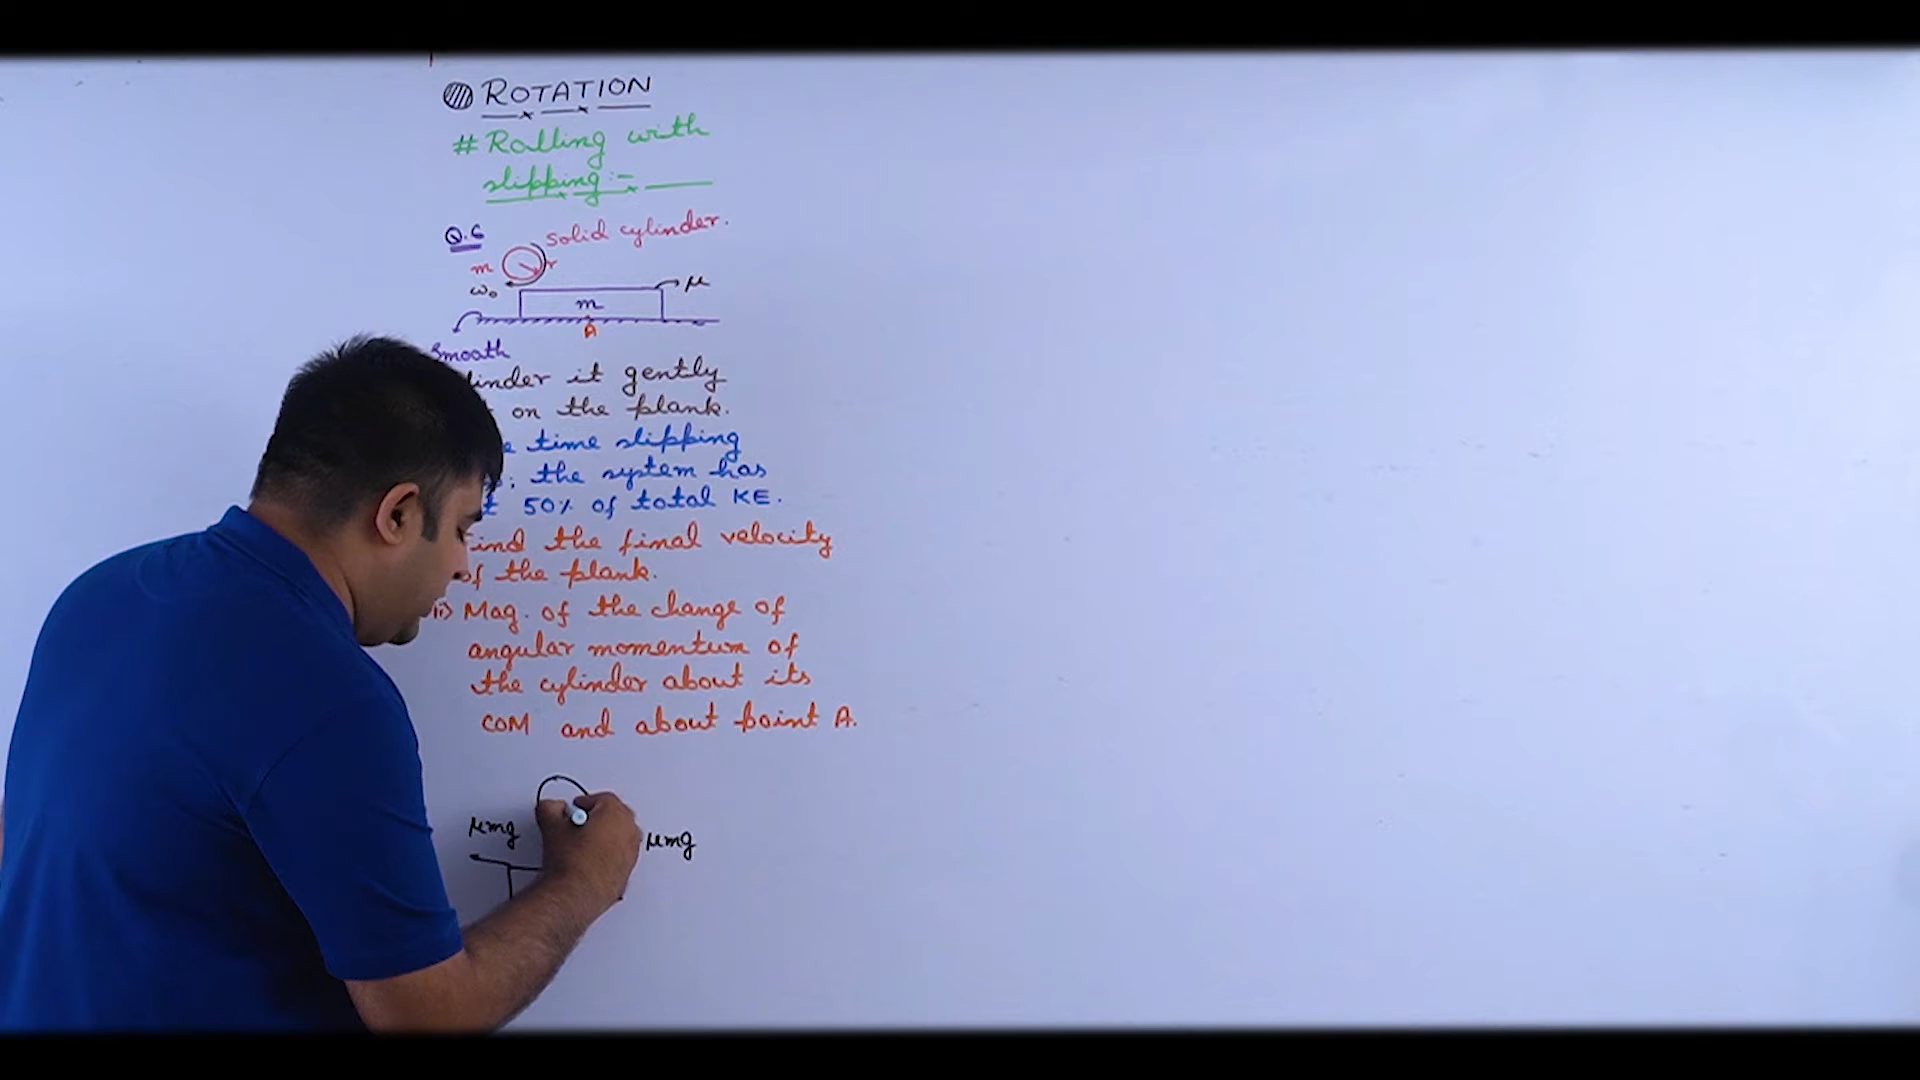 ROTATION
# Rolling with
slipping :-
Q.6 solid cylinder.
m r
ω₀ μ
m
A
Smooth
it gently
on the plank.
time slipping
; the system has
50% of total KE.
the final velocity
of the plank.
ii) Mag. of the change of
angular momentum of
the cylinder about its
COM and about point A.
μmg μmg